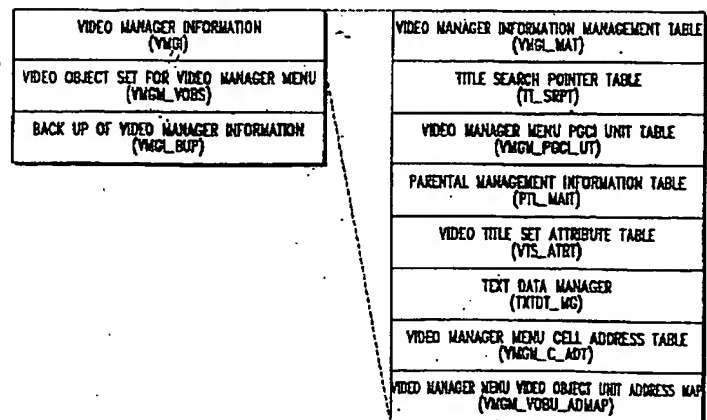 VIDEO MANAGER INFORMATION
(VMGI)
VIDEO OBJECT SET FOR VIDEO MANAGER MENU
(VMGM_VOBS)
BACK UP OF VIDEO MANAGER INFORMATION
(VMGI_BUP)
VIDEO MANAGER INFORMATION MANAGEMENT TABLE
(VMGI_MAT)
TITLE SEARCH POINTER TABLE
(TT_SRPT)
VIDEO MANAGER MENU PGCI UNIT TABLE
(VMGM_PGCI_UT)
PARENTAL MANAGEMENT INFORMATION TABLE
(PTL_MAIT)
VIDEO TITLE SET ATTRIBUTE TABLE
(VTS_ATRT)
TEXT DATA MANAGER
(TXTDT_MG)
VIDEO MANAGER MENU CELL ADDRESS TABLE
(VMGM_C_ADT)
VIDEO MANAGER MENU VIDEO OBJECT UNIT ADDRESS MAP
(VMGM_VOBU_ADMAP)